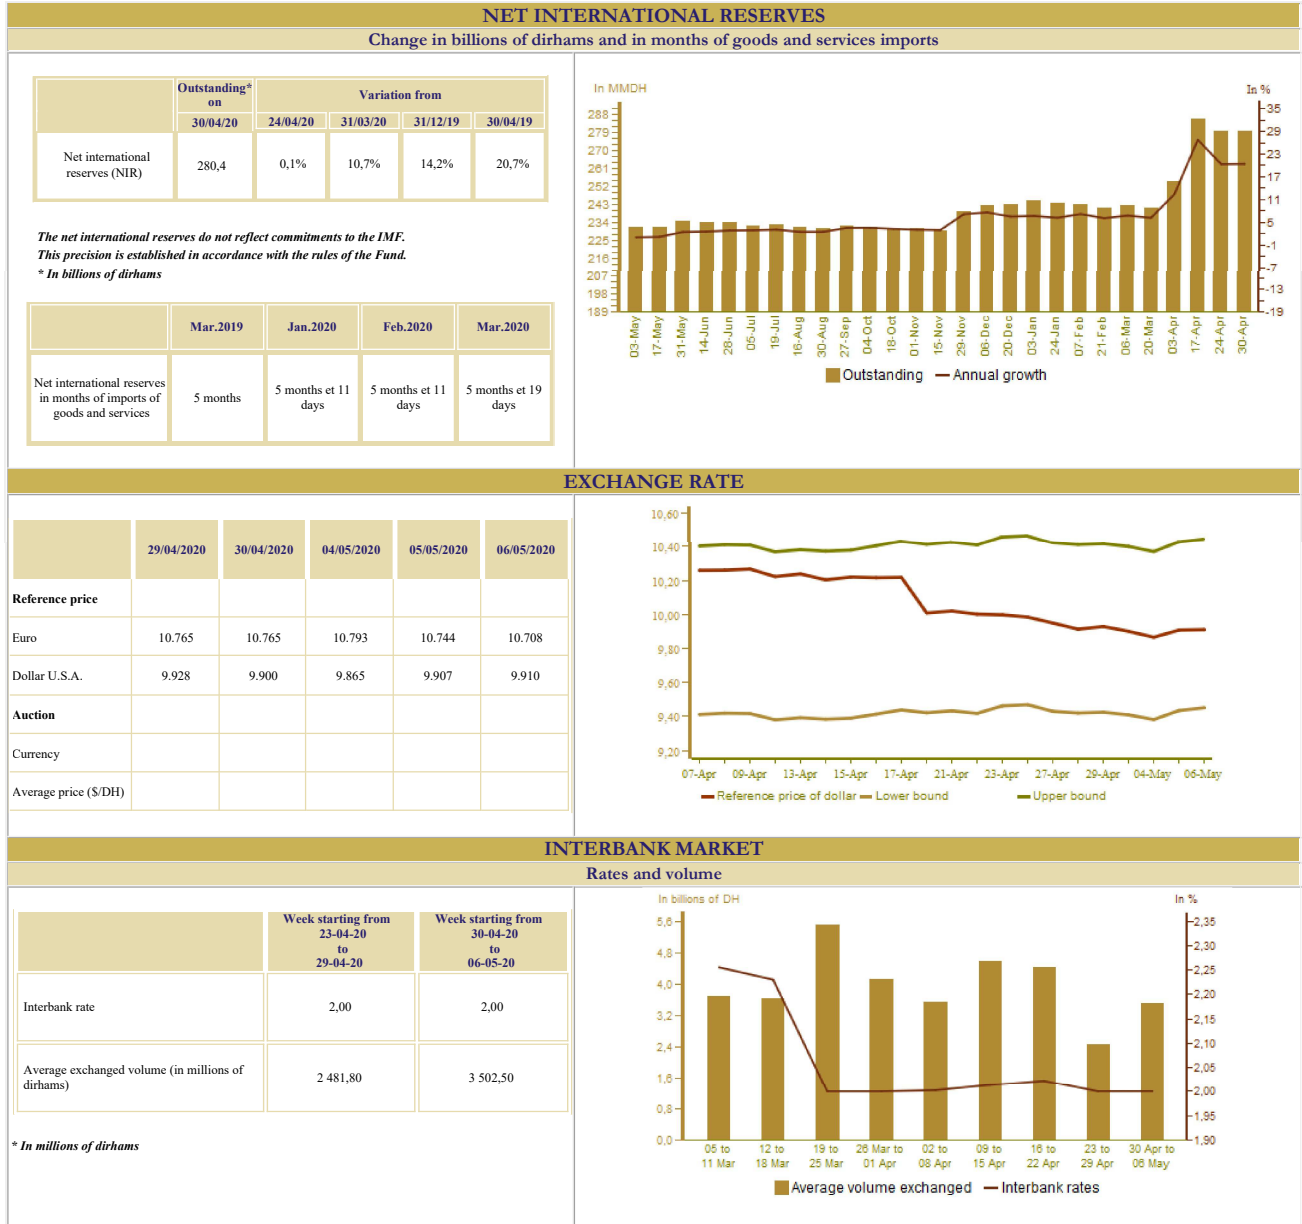 NET INTERNATIONAL RESERVES
Change in billions of dirhams and in months of goods and services imports
Outstanding* on
Variation from
30/04/20 24/04/20 31/03/20 31/12/19 30/04/19
Net international reserves (NIR) 280,4 0,1% 10,7% 14,2% 20,7%
The net international reserves do not reflect commitments to the IMF.
This precision is established in accordance with the rules of the Fund.
* In billions of dirhams
Mar.2019 Jan.2020 Feb.2020 Mar.2020
Net international reserves in months of imports of goods and services 5 months 5 months et 11 days 5 months et 11 days 5 months et 19 days
In MMDH
In %
288
279
270
261
252
243
234
225
216
207
198
189
35
29
23
17
11
5
-1
-7
-13
-19
03-May 17-May 31-May 14-Jun 28-Jun 05-Jul 19-Jul 16-Aug 30-Aug 27-Sep 04-Oct 18-Oct 01-Nov 15-Nov 29-Nov 06-Dec 20-Dec 03-Jan 24-Jan 07-Feb 21-Feb 06-Mar 20-Mar 03-Apr 17-Apr 24-Apr 30-Apr
Outstanding Annual growth
EXCHANGE RATE
29/04/2020 30/04/2020 04/05/2020 05/05/2020 06/05/2020
Reference price
Euro 10.765 10.765 10.793 10.744 10.708
Dollar U.S.A. 9.928 9.900 9.865 9.907 9.910
Auction
Currency
Average price ($/DH)
10,60
10,40
10,20
10,00
9,80
9,60
9,40
9,20
07-Apr 09-Apr 13-Apr 15-Apr 17-Apr 21-Apr 23-Apr 27-Apr 29-Apr 04-May 06-May
Reference price of dollar Lower bound Upper bound
INTERBANK MARKET
Rates and volume
Week starting from 23-04-20 to 29-04-20
Week starting from 30-04-20 to 06-05-20
Interbank rate 2,00 2,00
Average exchanged volume (in millions of dirhams) 2 481,80 3 502,50
* In millions of dirhams
In billions of DH
In %
5,6
4,8
4,0
3,2
2,4
1,6
0,8
0,0
2,35
2,30
2,25
2,20
2,15
2,10
2,05
2,00
1,95
1,90
05 to 11 Mar
12 to 18 Mar
19 to 25 Mar
26 Mar to 01 Apr
02 to 08 Apr
09 to 15 Apr
16 to 22 Apr
23 to 29 Apr
30 Apr to 06 May
Average volume exchanged Interbank rates